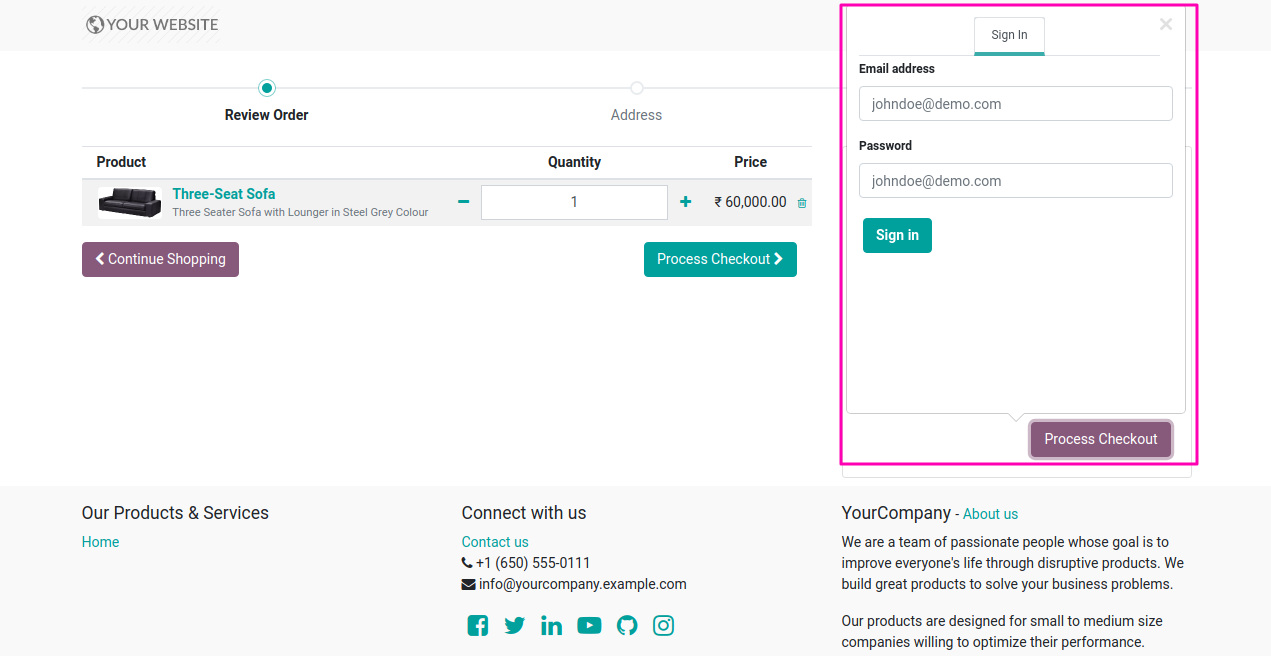 YOUR WEBSITE
Review Order
Address
Product Quantity Price
Three-Seat Sofa
Three Seater Sofa with Lounger in Steel Grey Colour
1
₹ 60,000.00
Continue Shopping
Process Checkout
Sign In
×
Email address
johndoe@demo.com
Password
johndoe@demo.com
Sign in
Process Checkout
Our Products & Services
Home
Connect with us
Contact us
+1 (650) 555-0111
info@yourcompany.example.com
YourCompany - About us
We are a team of passionate people whose goal is to
improve everyone's life through disruptive products. We
build great products to solve your business problems.
Our products are designed for small to medium size
companies willing to optimize their performance.